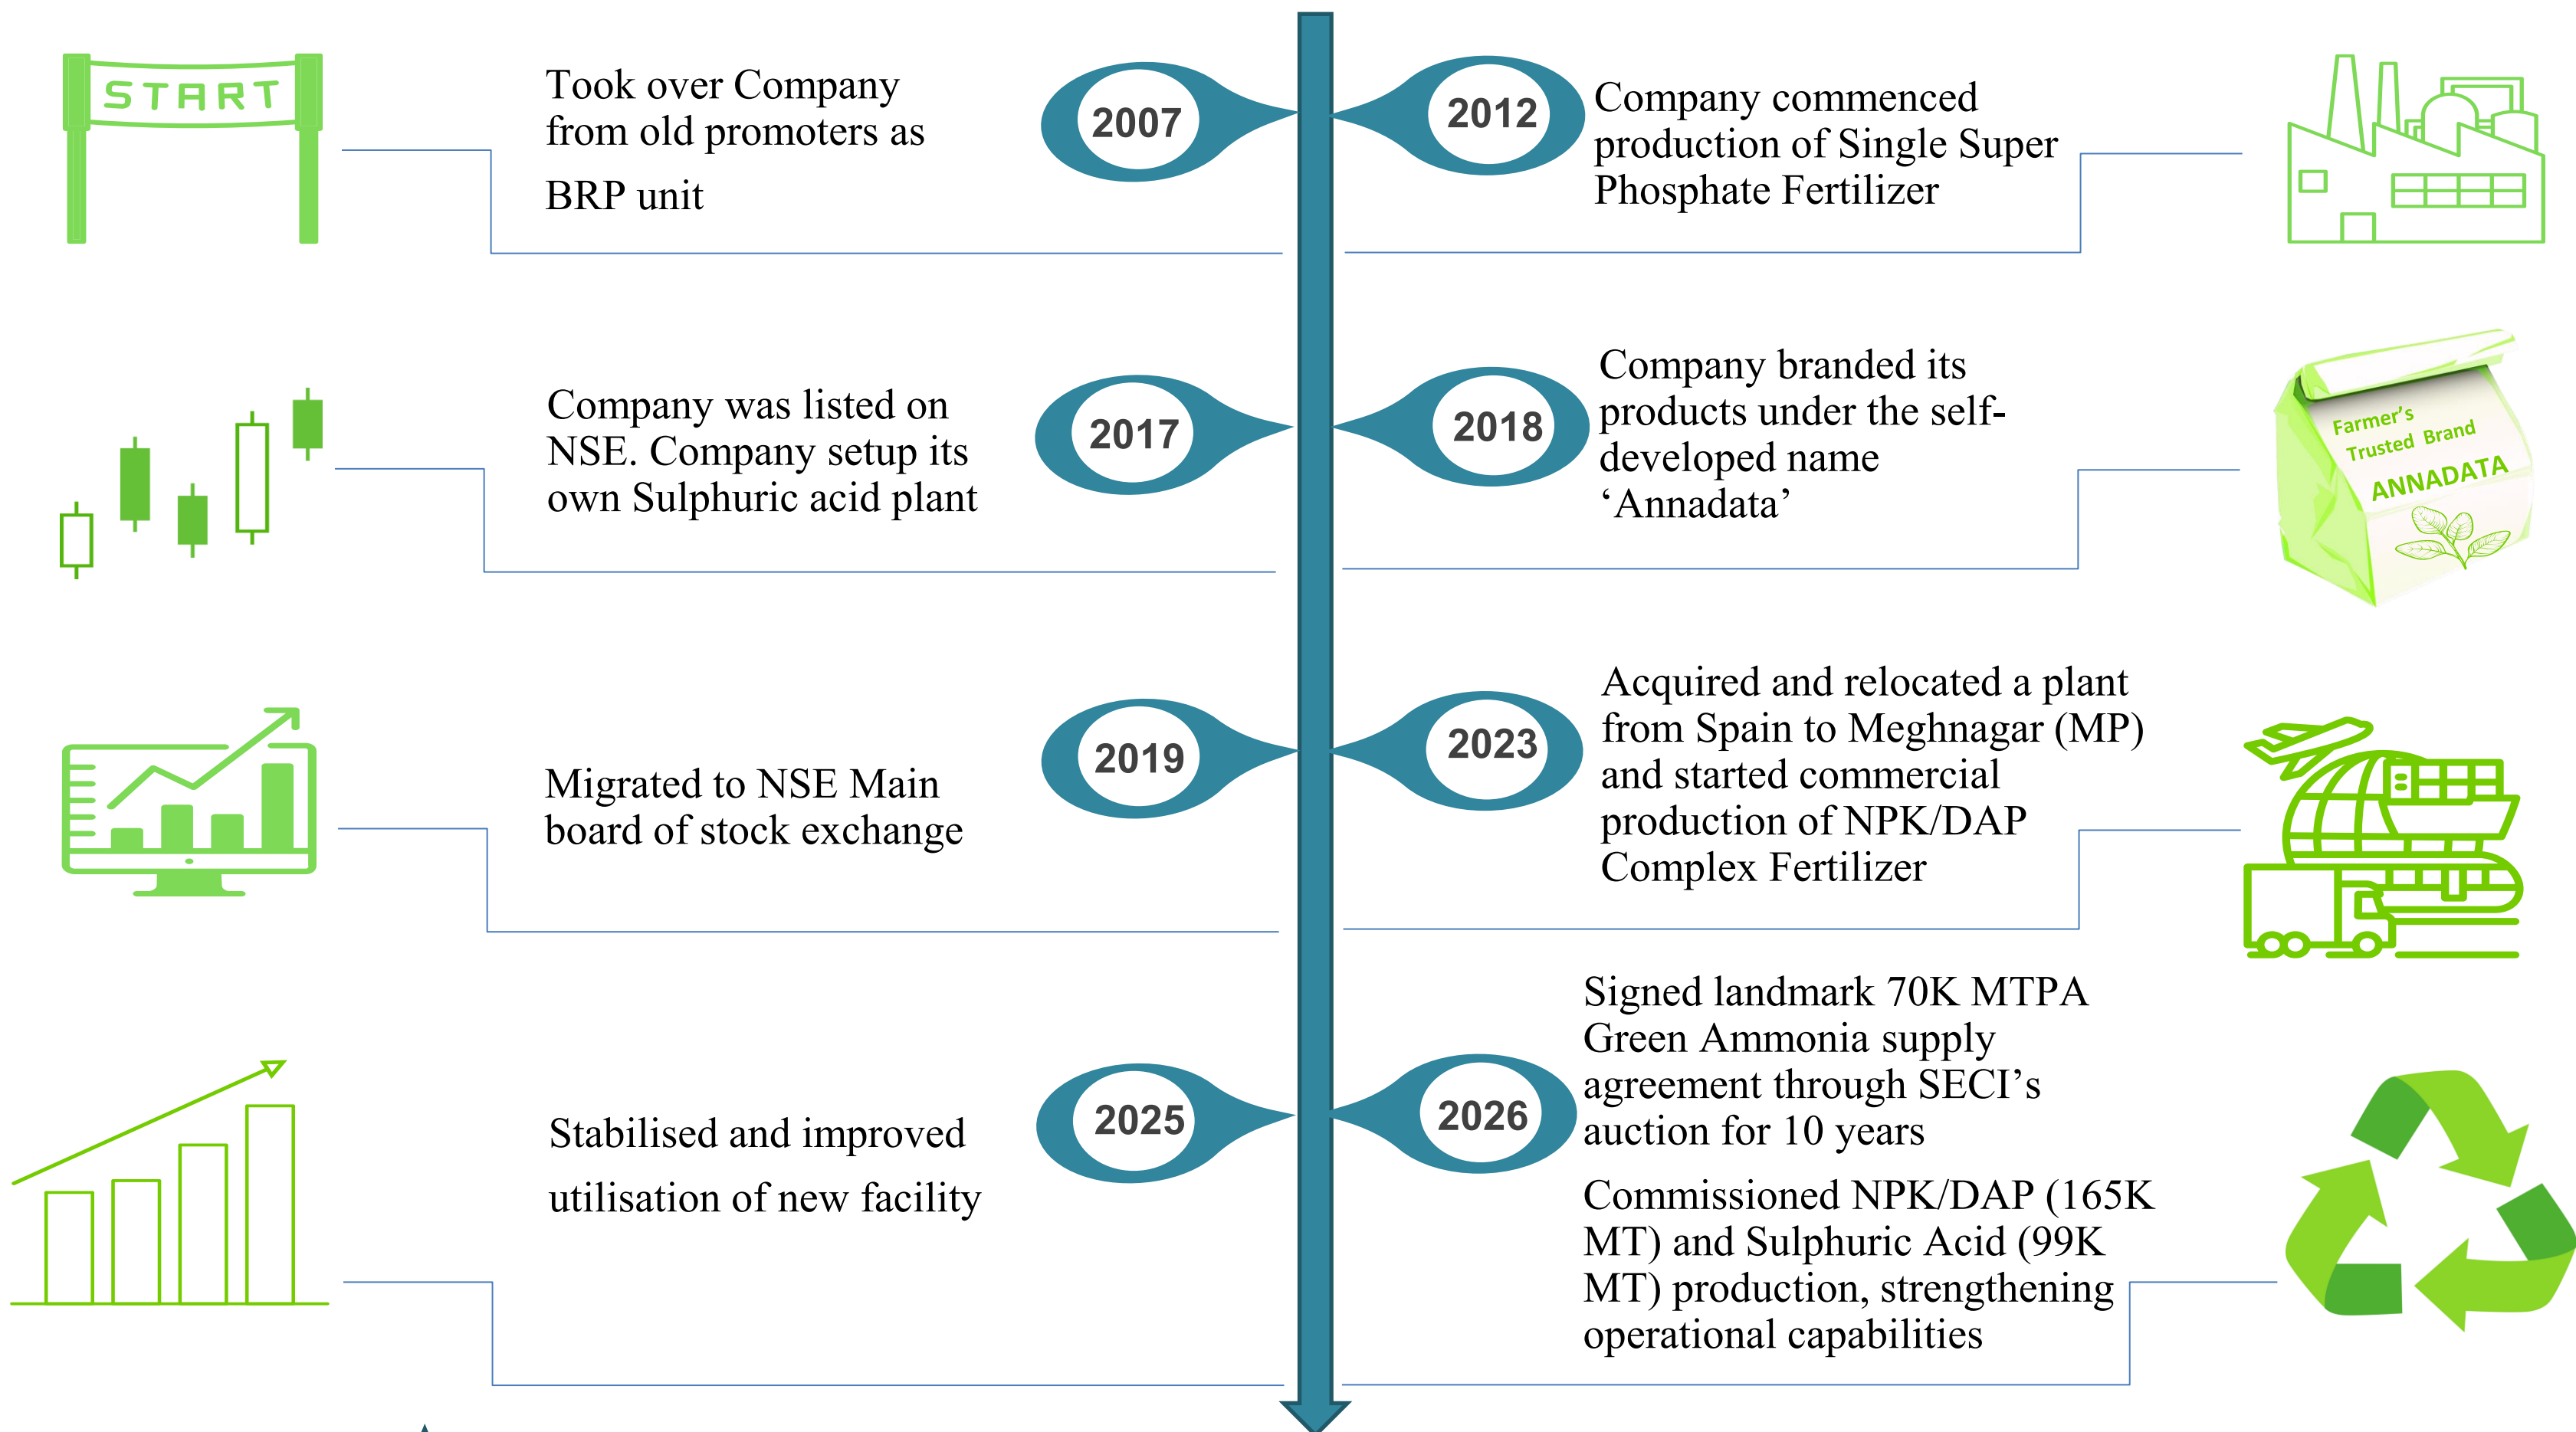 START
Took over Company
from old promoters as
BRP unit
2007
2012
Company commenced
production of Single Super
Phosphate Fertilizer
Company was listed on
NSE. Company setup its
own Sulphuric acid plant
2017
2018
Company branded its
products under the self-
developed name
‘Annadata’
Farmer’s
Trusted Brand
ANNADATA
Migrated to NSE Main
board of stock exchange
2019
2023
Acquired and relocated a plant
from Spain to Meghnagar (MP)
and started commercial
production of NPK/DAP
Complex Fertilizer
Stabilised and improved
utilisation of new facility
2025
2026
Signed landmark 70K MTPA
Green Ammonia supply
agreement through SECI’s
auction for 10 years
Commissioned NPK/DAP (165K
MT) and Sulphuric Acid (99K
MT) production, strengthening
operational capabilities